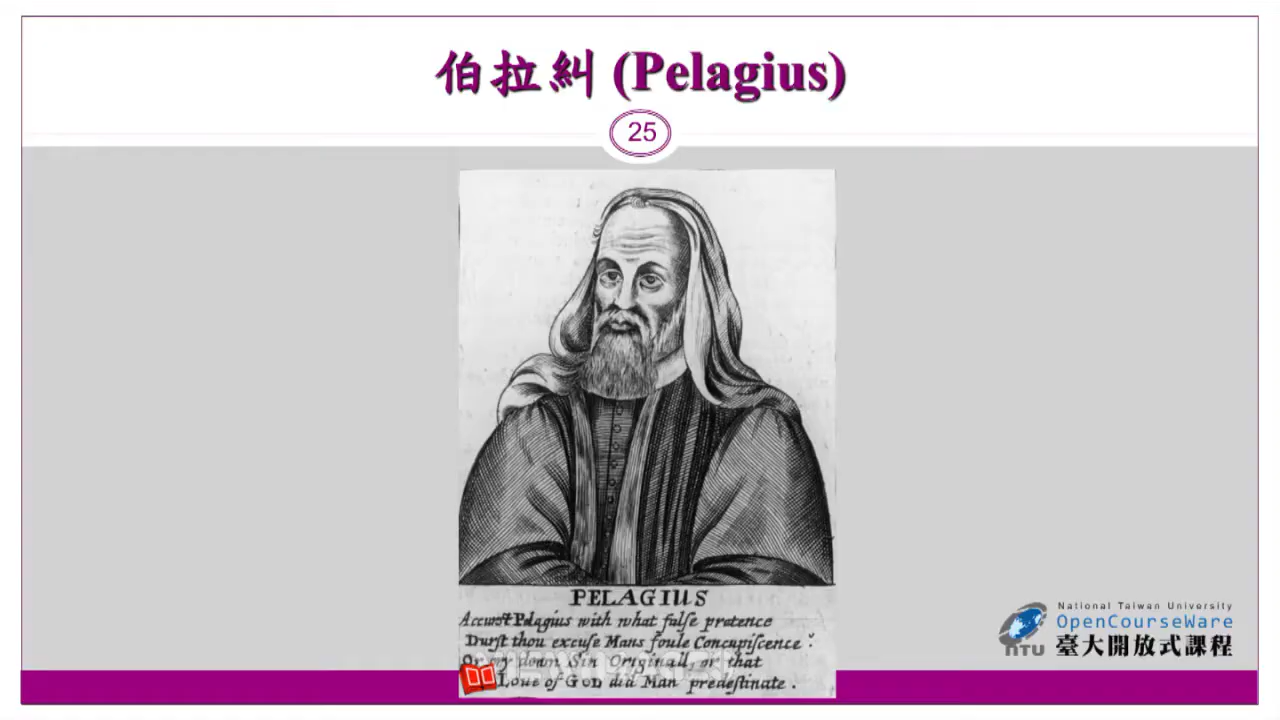 伯拉糾 (Pelagius)
25
PELAGIUS
Accurst Pelagius with what false pretence
Durst thou excuse Mans foule Concupiscence
Or cry down Sin Originall, or that
Love of GOD did Man predestinate .
National Taiwan University
OpenCourseWare
NTU 臺大開放式課程